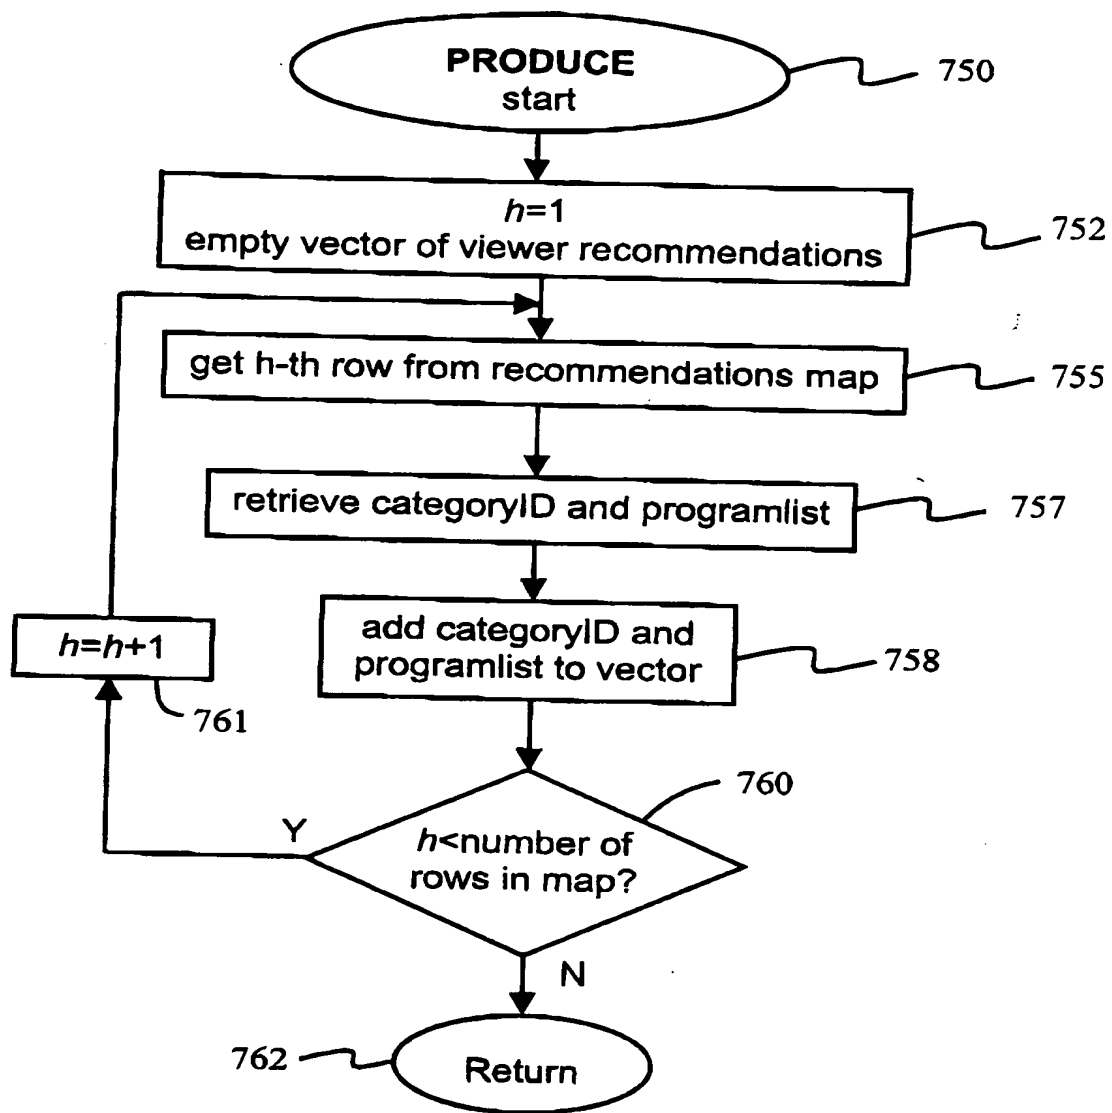 PRODUCE
start
750
h=1
empty vector of viewer recommendations
752
get h-th row from recommendations map
755
retrieve categoryID and programlist
757
add categoryID and
programlist to vector
758
h=h+1
761
760
h<number of
rows in map?
Y
N
762
Return